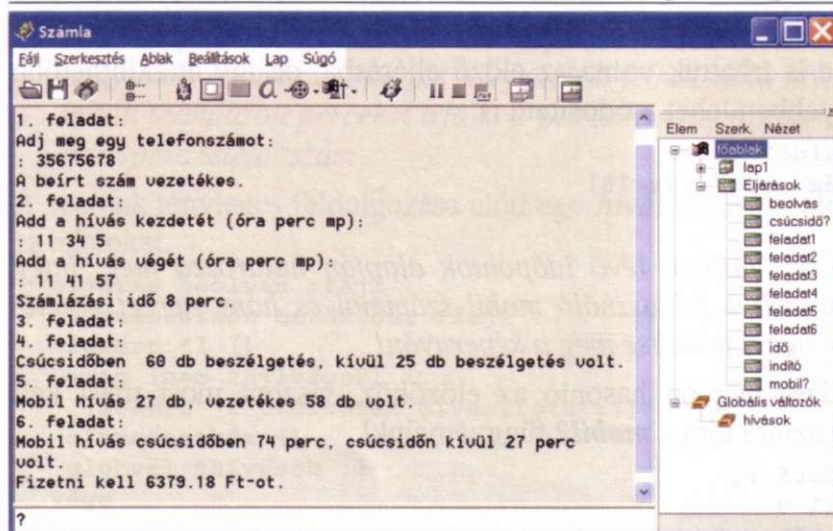 Számla
Fájl Szerkesztés Ablak Beállítások Lap Súgó
1. feladat:
Adj meg egy telefonszámot:
: 35675678
A beírt szám vezetékes.
2. feladat:
Add a hívás kezdetét (óra perc mp):
: 11 34 5
Add a hívás végét (óra perc mp):
: 11 41 57
Számlázási idő 8 perc.
3. feladat:
4. feladat:
Csúcsidőben 60 db beszélgetés, kívül 25 db beszélgetés volt.
5. feladat:
Mobil hívás 27 db, vezetékes 58 db volt.
6. feladat:
Mobil hívás csúcsidőben 74 perc, csúcsidőn kívül 27 perc
volt.
Fizetni kell 6379.18 Ft-ot.
?
Elem Szerk. Nézet
főablak
lap1
Eljárások
beolvas
csúcsidő?
feladat1
feladat2
feladat3
feladat4
feladat5
feladat6
idő
indító
mobil?
Globális változók
hívások